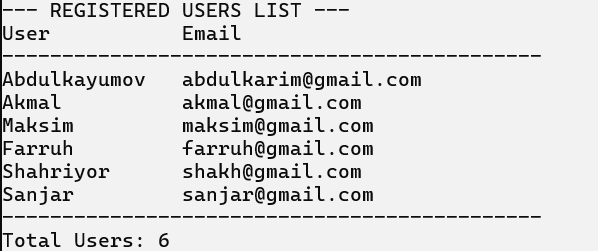 --- REGISTERED USERS LIST ---
User           Email
---------------------------------------------
Abdulkayumov   abdulkarim@gmail.com
Akmal          akmal@gmail.com
Maksim         maksim@gmail.com
Farruh         farruh@gmail.com
Shahriyor      shakh@gmail.com
Sanjar         sanjar@gmail.com
---------------------------------------------
Total Users: 6